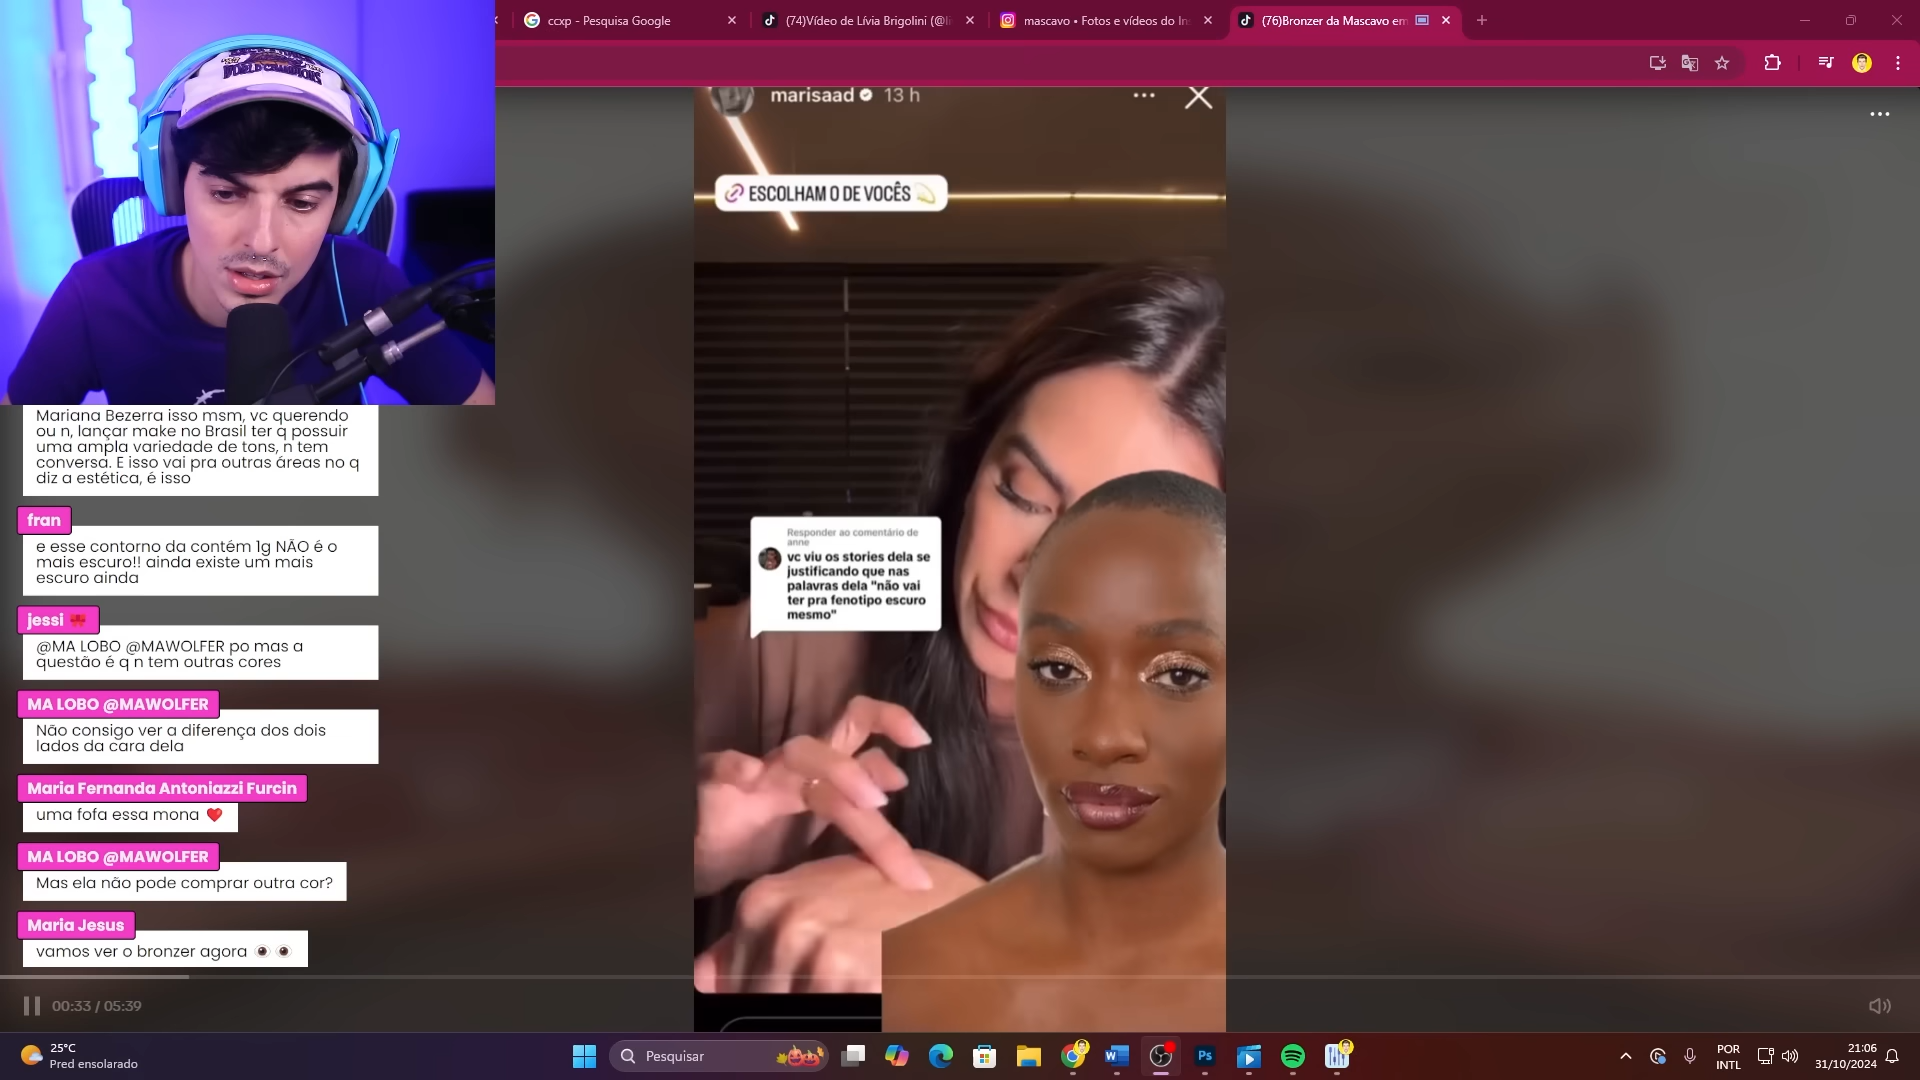 ccxp - Pesquisa Google
(74)Vídeo de Lívia Brigolini (@li
mascavo • Fotos e vídeos do In
(76)Bronzer da Mascavo em
WORLD CHAMPIONS
marisaad 13 h
ESCOLHAM O DE VOCÊS
Responder ao comentário de
anne
vc viu os stories dela se
justificando que nas
palavras dela "não vai
ter pra fenotipo escuro
mesmo"
Mariana Bezerra isso msm, vc querendo
ou n, lançar make no Brasil ter q possuir
uma ampla variedade de tons, n tem
conversa. E isso vai pra outras áreas no q
diz a estética, é isso
fran
e esse contorno da contém 1g NÃO é o
mais escuro!! ainda existe um mais
escuro ainda
jessi 🎀
@MA LOBO @MAWOLFER po mas a
questão é q n tem outras cores
MA LOBO @MAWOLFER
Não consigo ver a diferença dos dois
lados da cara dela
Maria Fernanda Antoniazzi Furcin
uma fofa essa mona ❤️
MA LOBO @MAWOLFER
Mas ela não pode comprar outra cor?
Maria Jesus
vamos ver o bronzer agora 👁️ 👁️
00:33 / 05:39
25°C
Pred ensolarado
Pesquisar
W
Ps
POR
INTL
21:06
31/10/2024